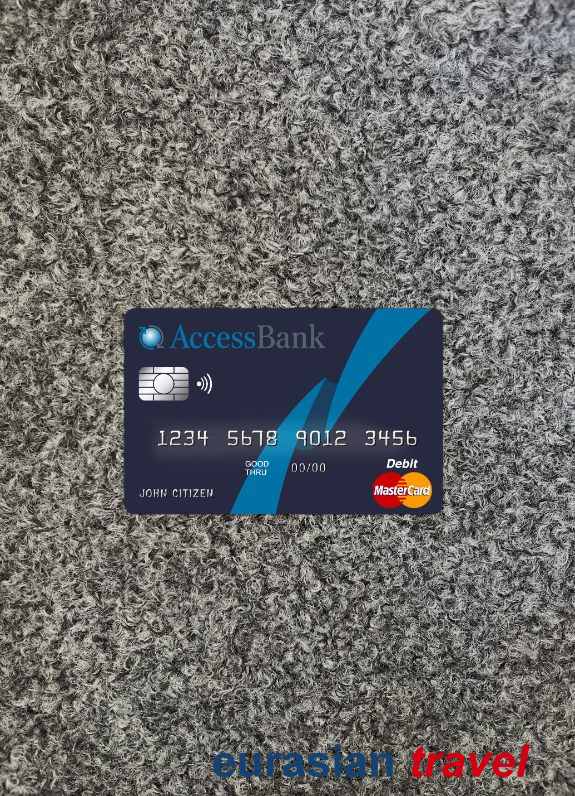 AccessBank
1234 5678 9012 3456
GOOD
THRU
00/00
Debit
JOHN CITIZEN
MasterCard
eurasian travel